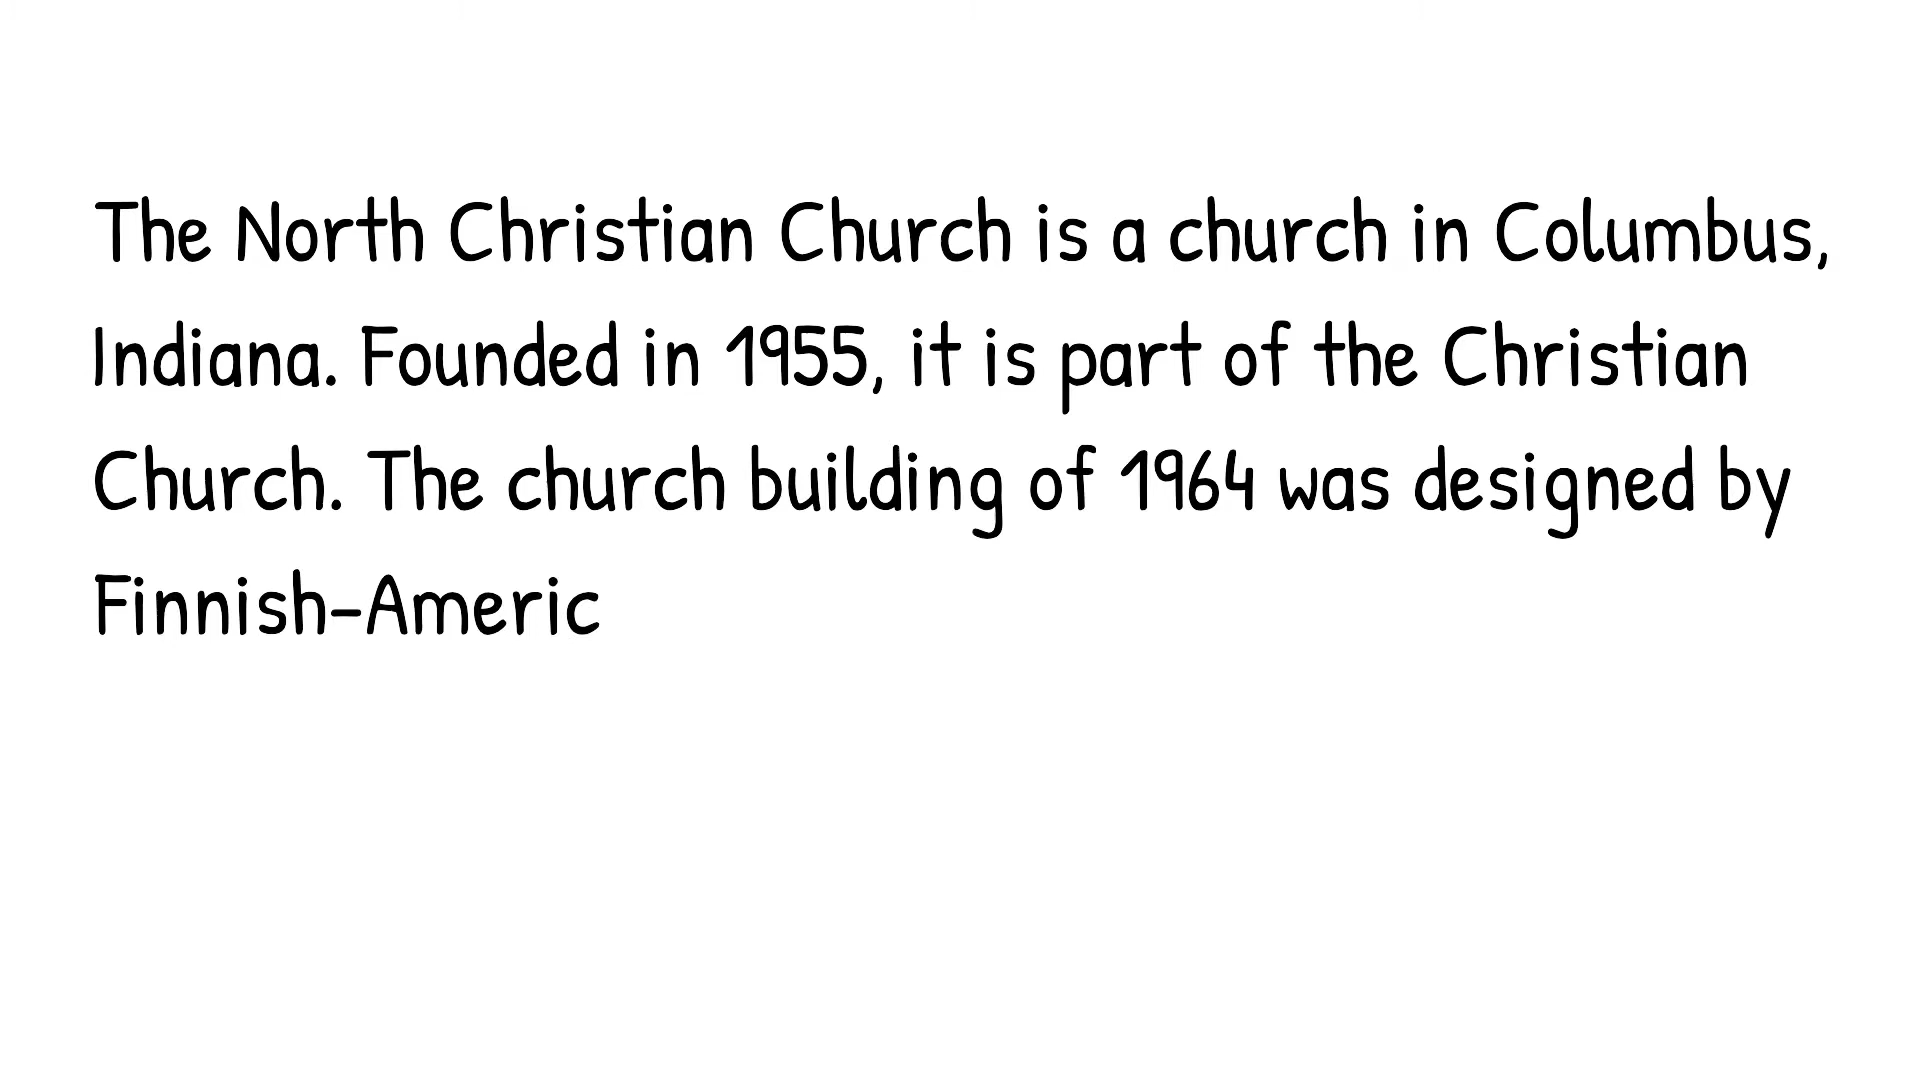 The North Christian Church is a church in Columbus,
Indiana. Founded in 1955, it is part of the Christian
Church. The church building of 1964 was designed by
Finnish-Americ